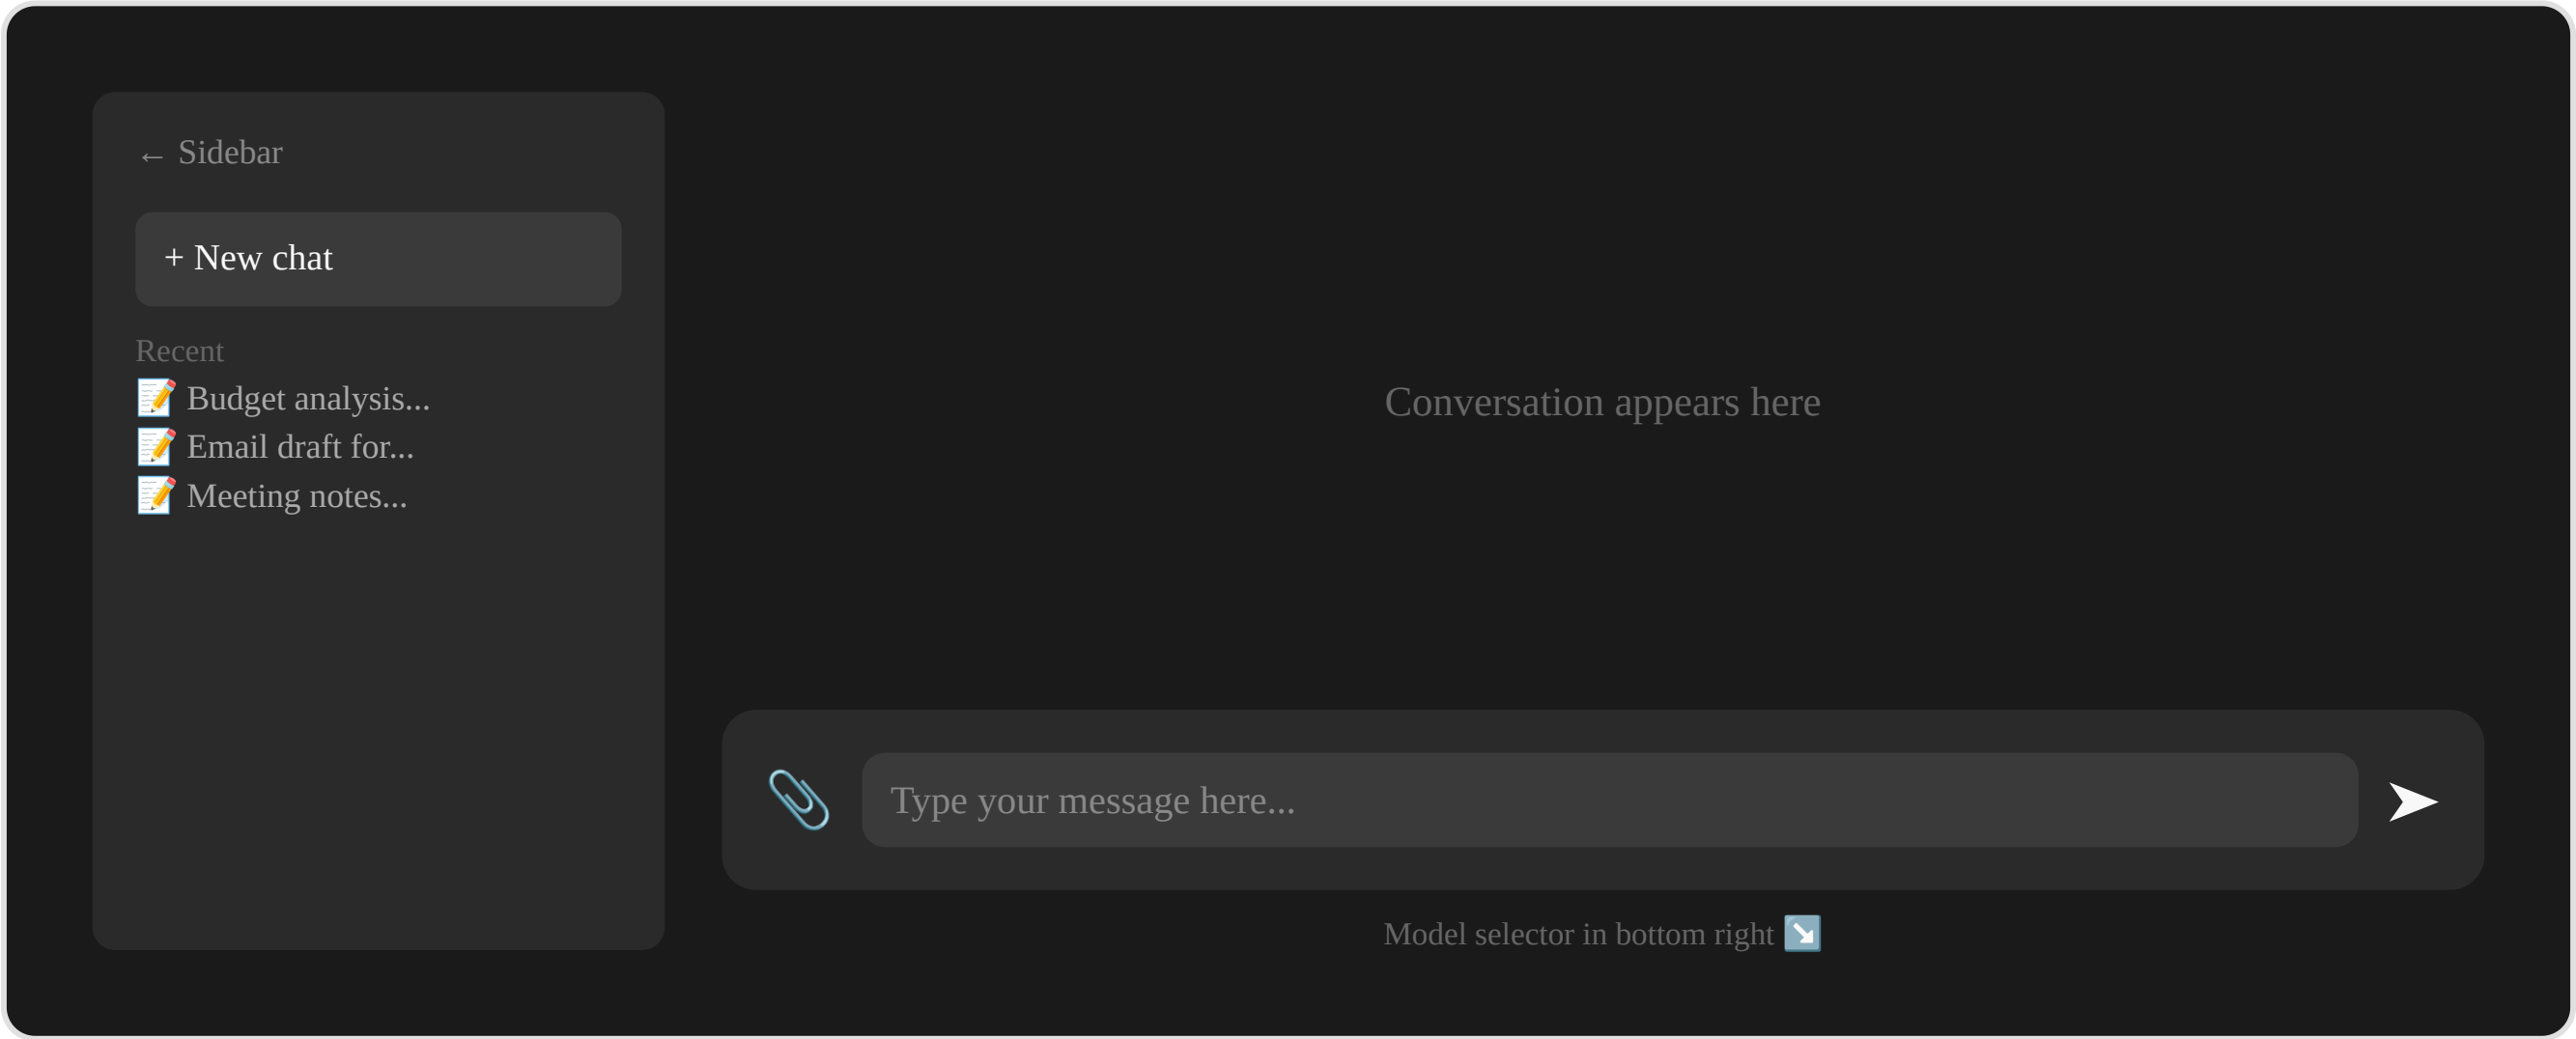 ← Sidebar
+ New chat
Recent
📝 Budget analysis...
📝 Email draft for...
📝 Meeting notes...
Conversation appears here
Type your message here...
Model selector in bottom right ↘️